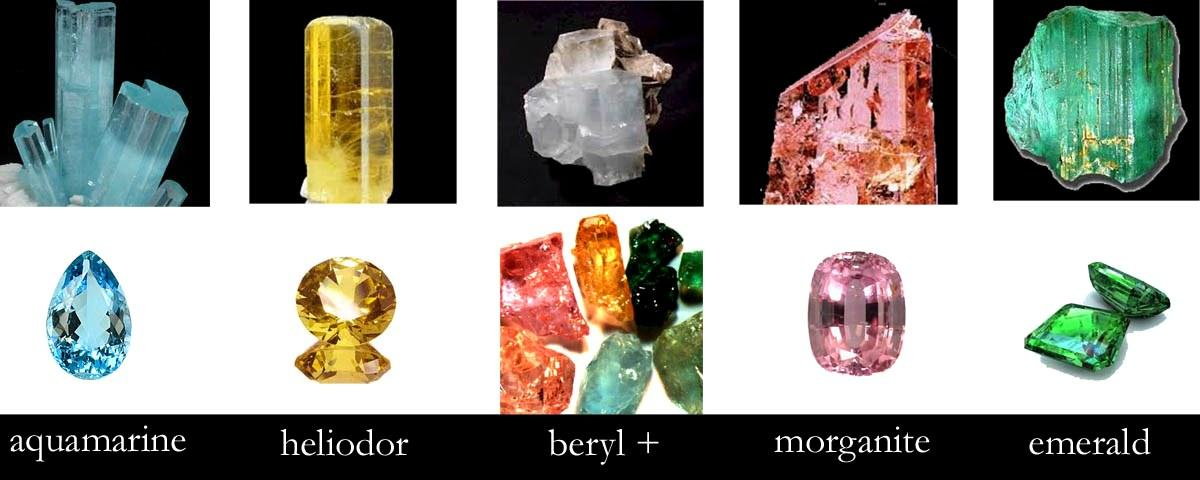 aquamarine
heliodor
beryl +
morganite
emerald